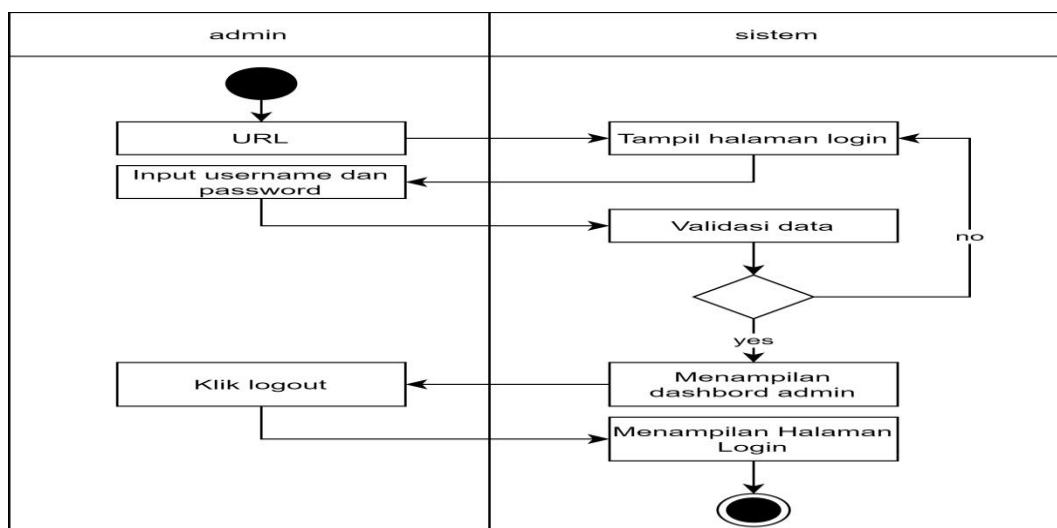 admin
sistem
URL
Tampil halaman login
Input username dan
password
Validasi data
no
yes
Klik logout
Menampilan
dashbord admin
Menampilan Halaman
Login